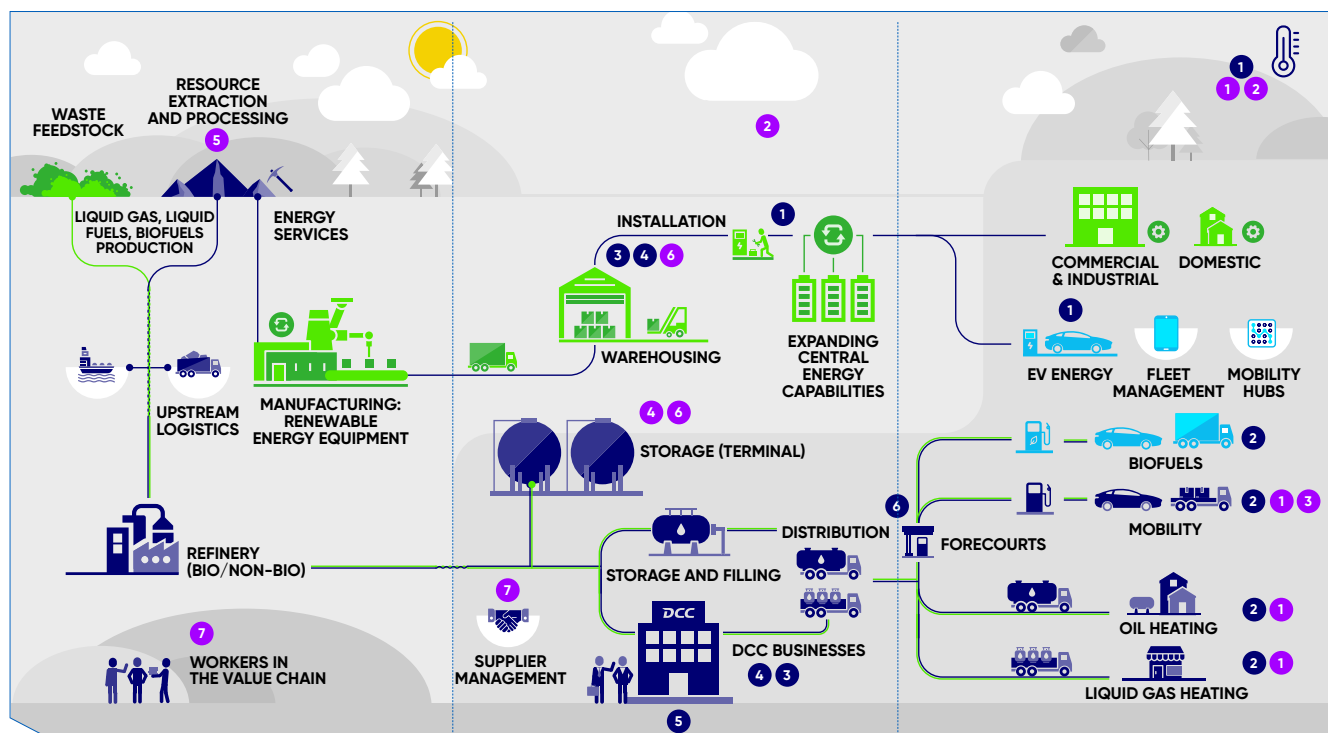 WASTE
FEEDSTOCK
RESOURCE
EXTRACTION
AND PROCESSING
5
LIQUID GAS, LIQUID
FUELS, BIOFUELS
PRODUCTION
ENERGY
SERVICES
UPSTREAM
LOGISTICS
MANUFACTURING:
RENEWABLE
ENERGY EQUIPMENT
REFINERY
(BIO/NON-BIO)
7
WORKERS IN
THE VALUE CHAIN
2
INSTALLATION
1
3 4 6
WAREHOUSING
EXPANDING
CENTRAL
ENERGY
CAPABILITIES
4 6
STORAGE (TERMINAL)
DISTRIBUTION
STORAGE AND FILLING
7
SUPPLIER
MANAGEMENT
DCC
DCC BUSINESSES
4 3
5
1
1 2
COMMERCIAL
& INDUSTRIAL
DOMESTIC
1
EV ENERGY
FLEET
MANAGEMENT
MOBILITY
HUBS
2
BIOFUELS
6
FORECOURTS
2 1 3
MOBILITY
2 1
OIL HEATING
2 1
LIQUID GAS HEATING